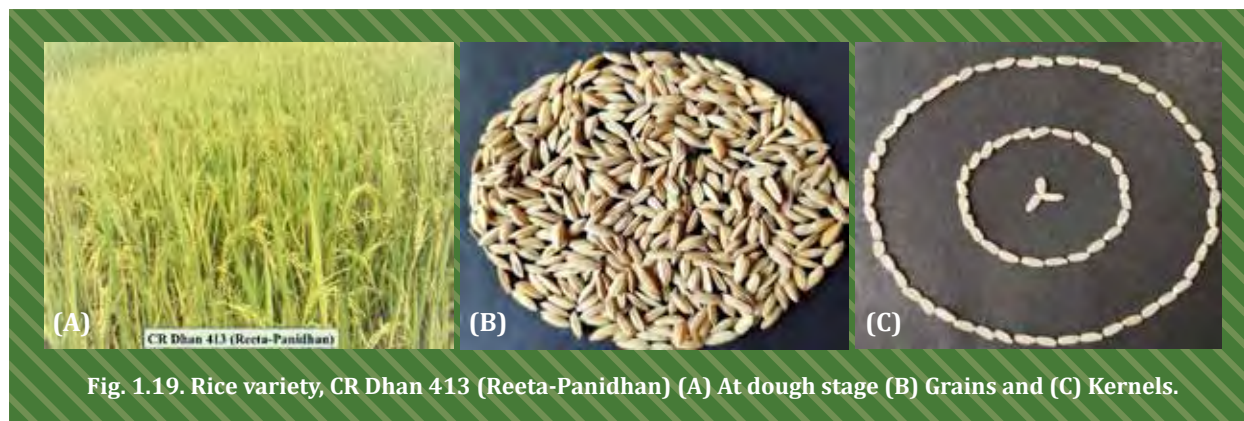 (A)
CR Dhan 413 (Reeta-Panidhan)
(B)
(C)
Fig. 1.19. Rice variety, CR Dhan 413 (Reeta-Panidhan) (A) At dough stage (B) Grains and (C) Kernels.